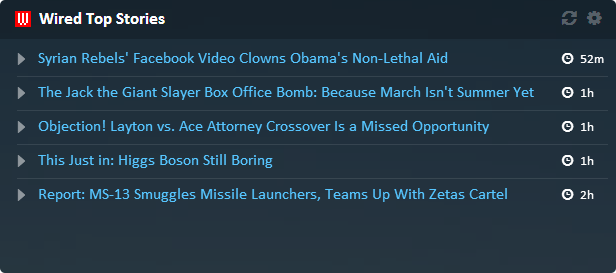 Wired Top Stories
Syrian Rebels' Facebook Video Clowns Obama's Non-Lethal Aid 52m
The Jack the Giant Slayer Box Office Bomb: Because March Isn't Summer Yet 1h
Objection! Layton vs. Ace Attorney Crossover Is a Missed Opportunity 1h
This Just in: Higgs Boson Still Boring 1h
Report: MS-13 Smuggles Missile Launchers, Teams Up With Zetas Cartel 2h